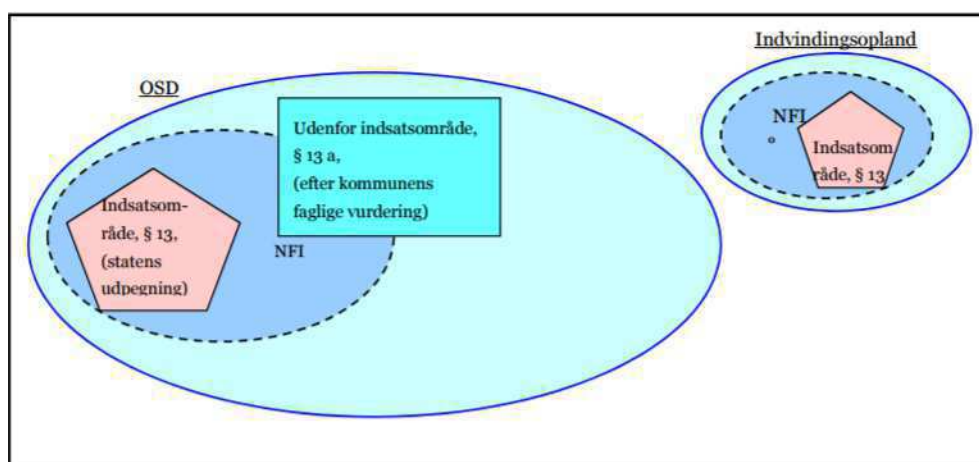 Indvindingsopland
OSD
Udenfor indsatsområde,
§ 13 a,
(efter kommunens
faglige vurdering)
NFI
Indsatsom-
råde, § 13,
(statens
udpegning)
NFI
Indsatsom
råde, § 13